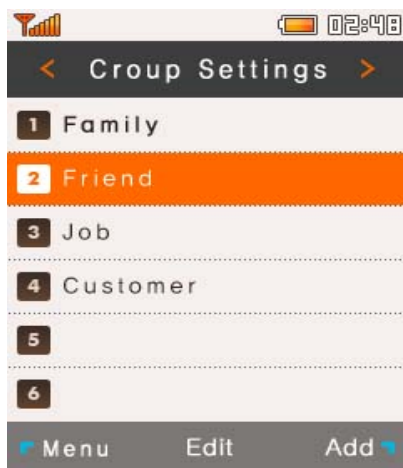 02:48
< Croup Settings >
1 Family
2 Friend
3 Job
4 Customer
5
6
Menu Edit Add